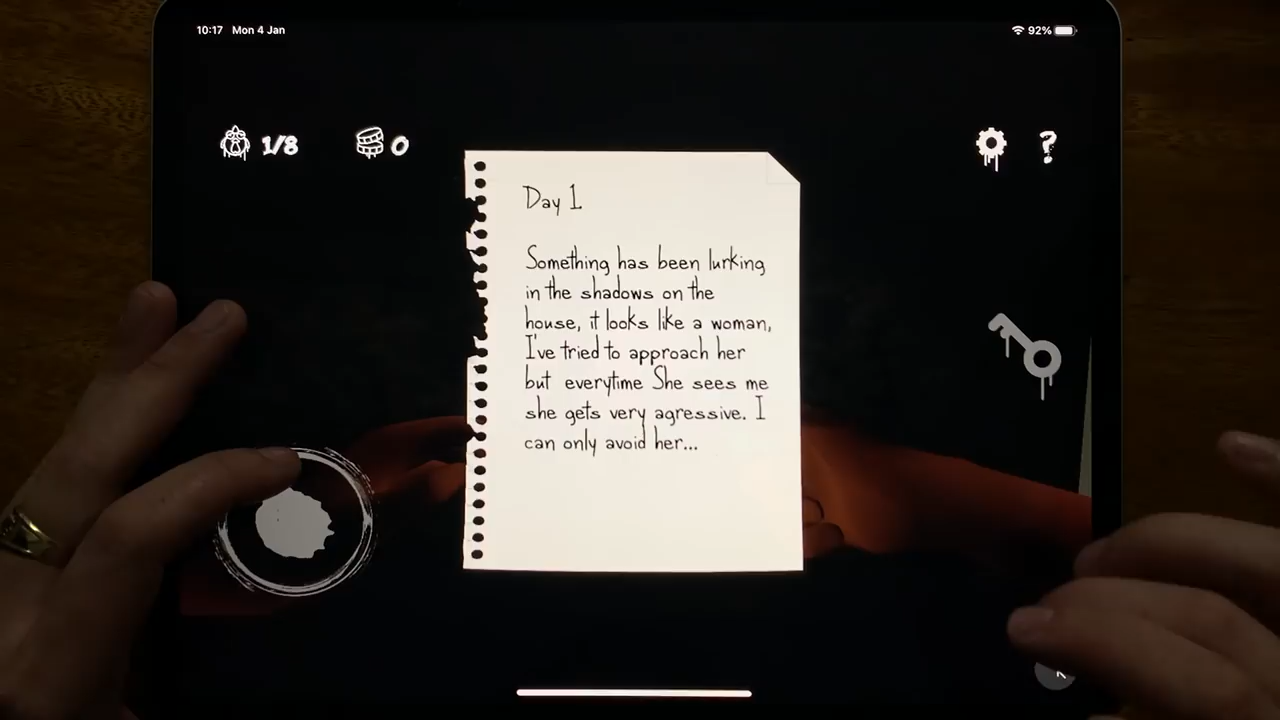 10:17 Mon 4 Jan
92%
1/8
0
?
Day 1
Something has been lurking
in the shadows on the
house, it looks like a woman,
I've tried to approach her
but everytime She sees me
she gets very agressive. I
can only avoid her...